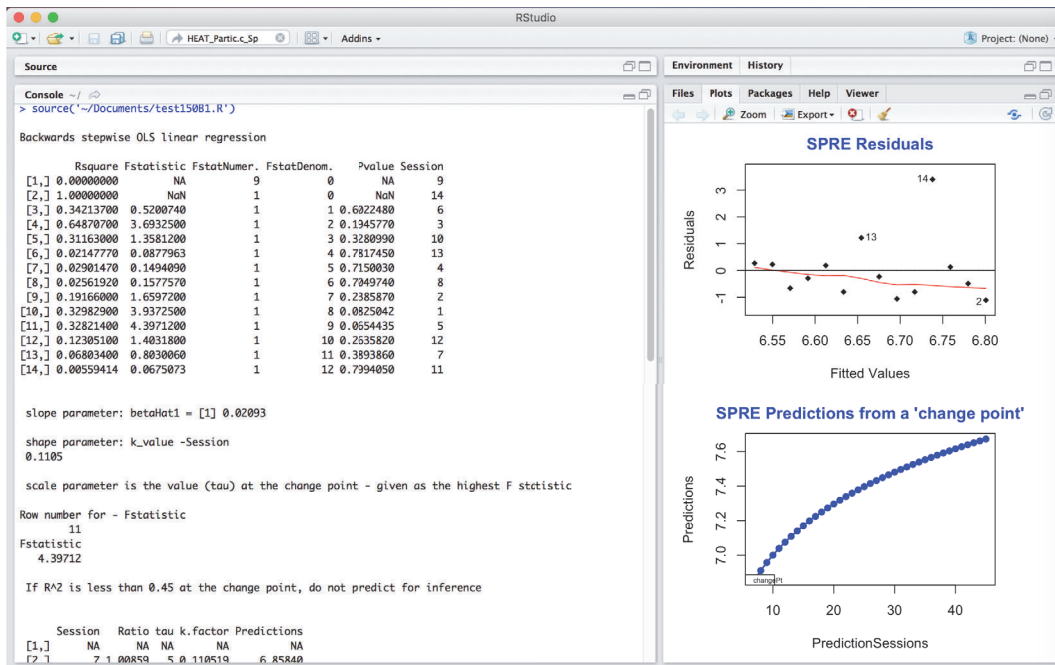 RStudio
HEAT_Partic.c_Sp
Addins
Project: (None)
Source
Console ~/
> source('~/Documents/test150B1.R')
Backwards stepwise OLS linear regression
Rsquare Fstatistic FstatNumer. FstatDenom. Pvalue Session
[1,] 0.00000000 NA 9 0 NA 9
[2,] 1.00000000 NaN 1 0 NaN 14
[3,] 0.34213700 0.5200740 1 1 0.6022480 6
[4,] 0.64870700 3.6932500 1 2 0.1945770 3
[5,] 0.31163000 1.3581200 1 3 0.3280990 10
[6,] 0.02147770 0.0877963 1 4 0.7817450 13
[7,] 0.02901470 0.1494090 1 5 0.7150030 4
[8,] 0.02561920 0.1577570 1 6 0.7049740 8
[9,] 0.19166000 1.6597200 1 7 0.2385870 2
[10,] 0.32982900 3.9372500 1 8 0.0825042 1
[11,] 0.32821400 4.3971200 1 9 0.0654435 5
[12,] 0.12305100 1.4031800 1 10 0.2635820 12
[13,] 0.06803400 0.8030060 1 11 0.3893860 7
[14,] 0.00559414 0.0675073 1 12 0.7994050 11
slope parameter: betaHat1 = [1] 0.02093
shape parameter: k_value -Session
0.1105
scale parameter is the value (tau) at the change point - given as the highest F statistic
Row number for - Fstatistic
11
Fstatistic
4.39712
If R^2 is less than 0.45 at the change point, do not predict for inference
Session Ratio tau k.factor Predictions
[1,] NA NA NA NA NA
[2,] 7 1.00859 5 0.110519 6.85840
Environment History
Files Plots Packages Help Viewer
Zoom Export
SPRE Residuals
Residuals
3
2
1
0
-1
14
13
2
6.55 6.60 6.65 6.70 6.75 6.80
Fitted Values
SPRE Predictions from a 'change point'
Predictions
7.6
7.4
7.2
7.0
changePt
10 20 30 40
PredictionSessions